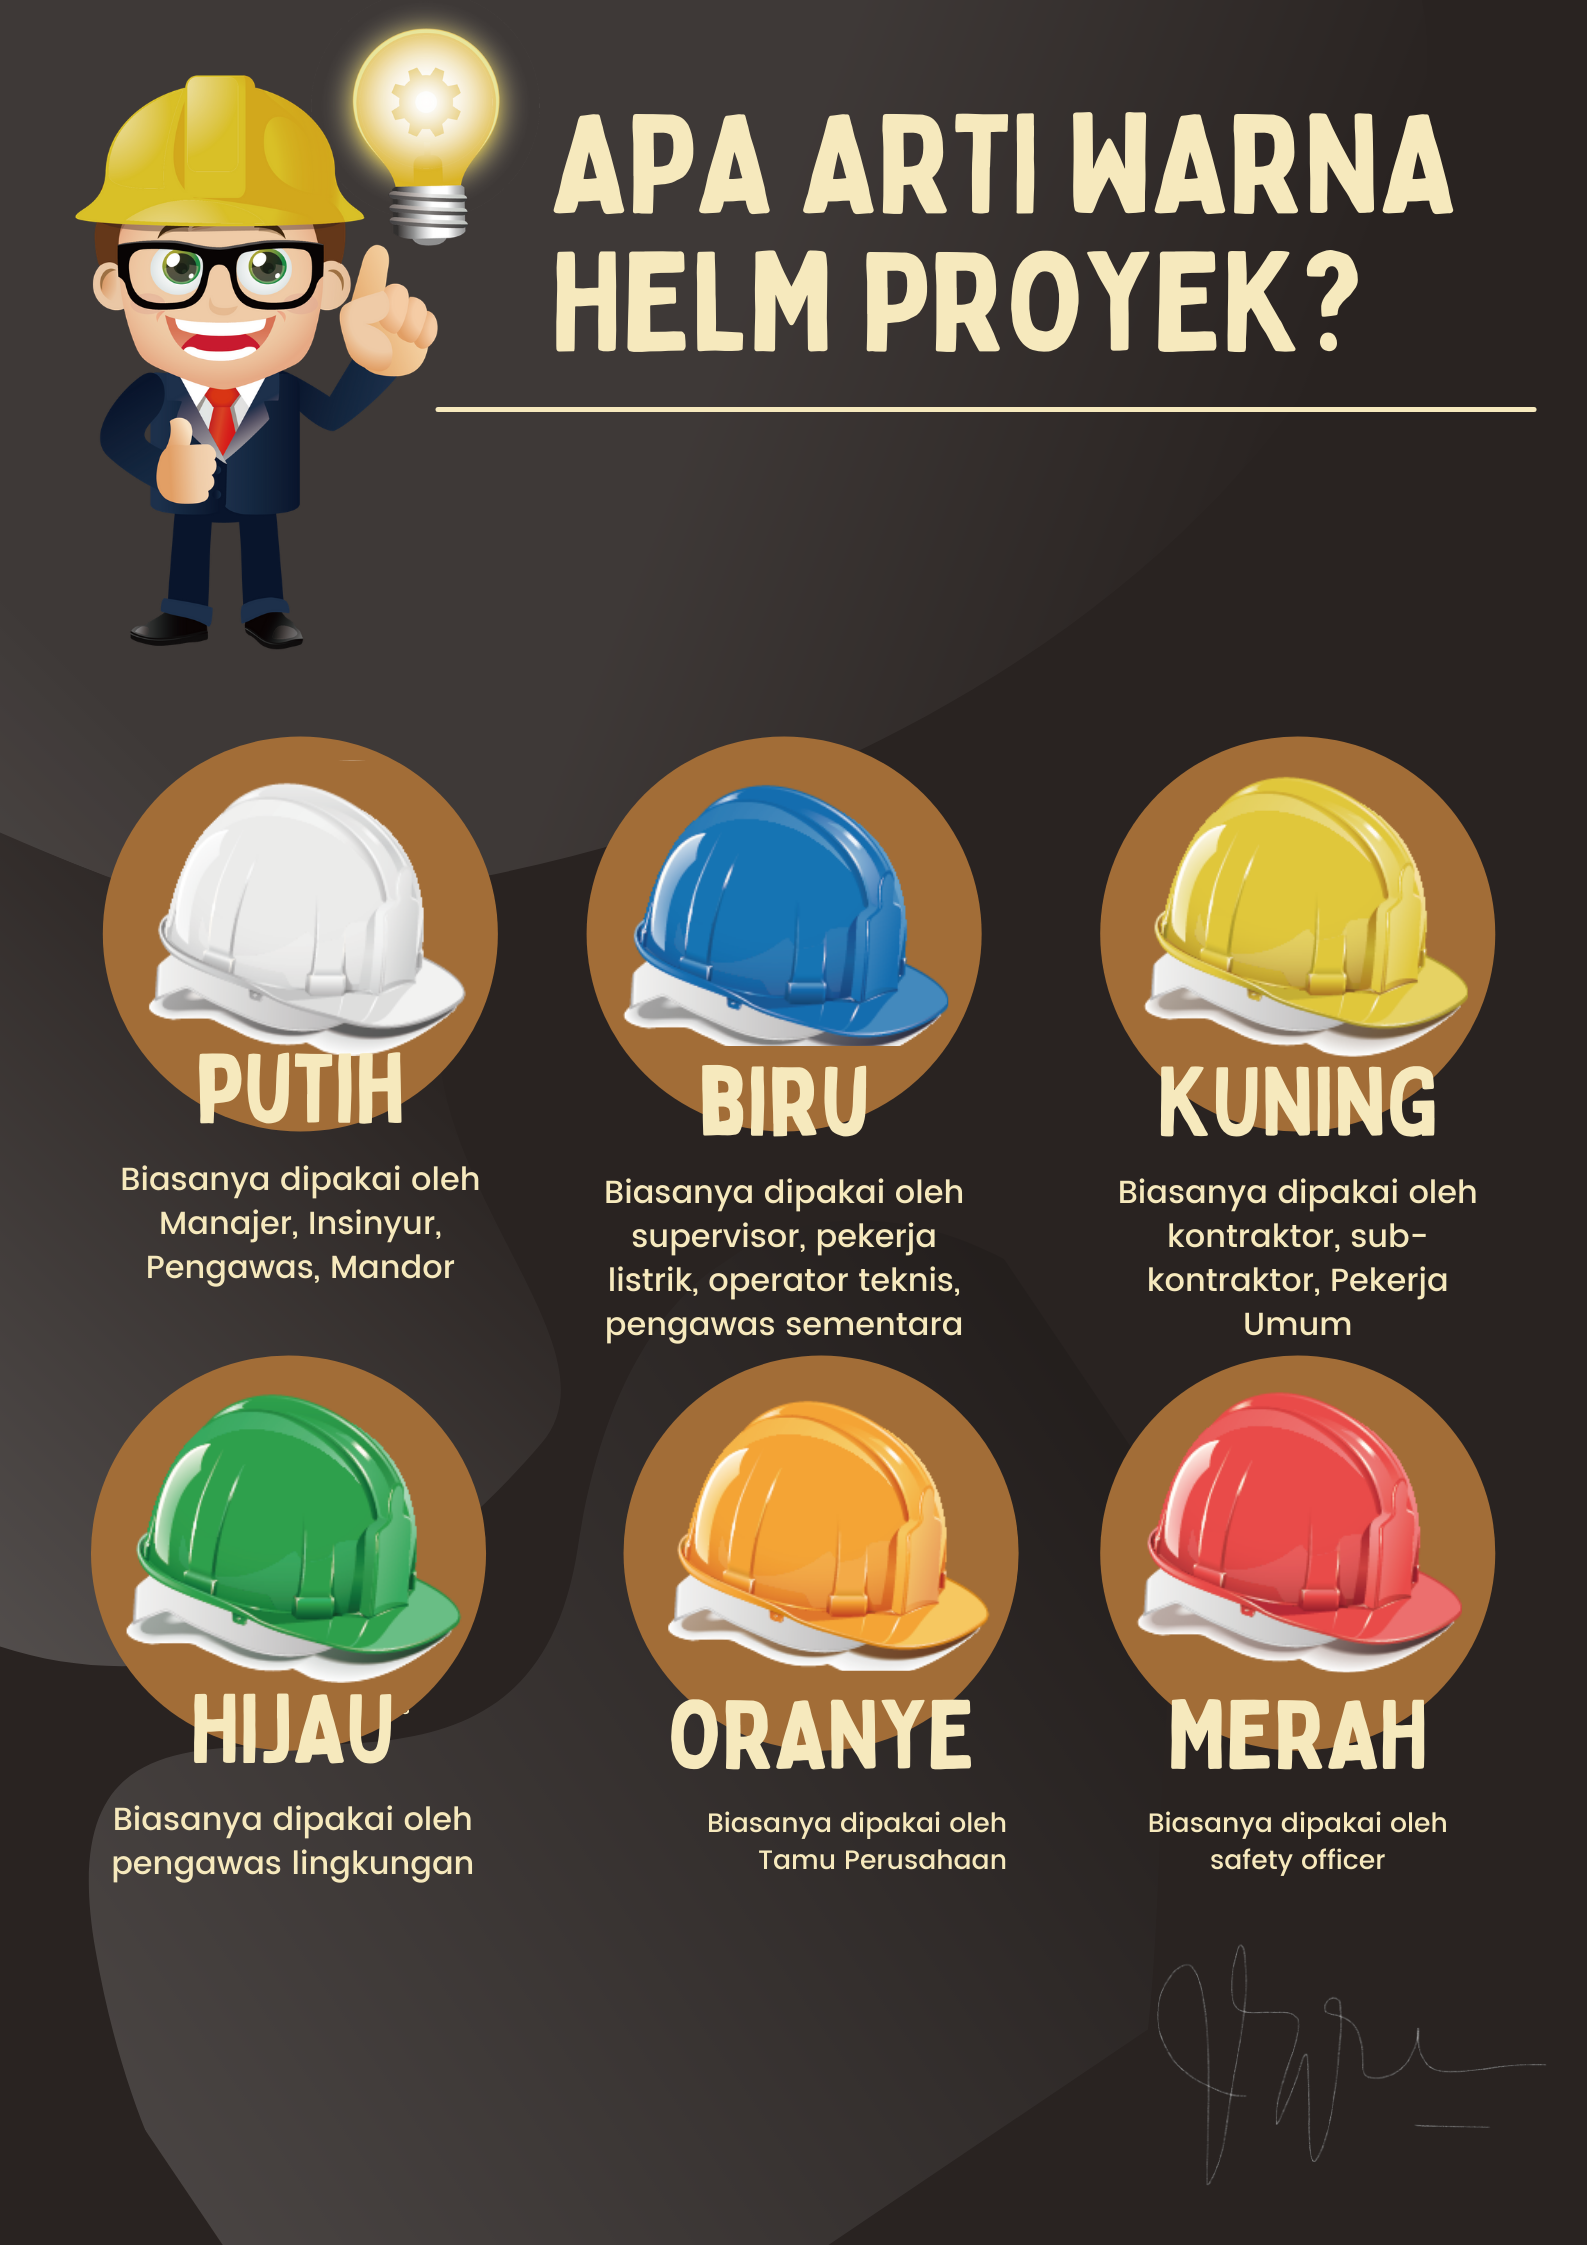 APA ARTI WARNA
HELM PROYEK?
PUTIH
Biasanya dipakai oleh
Manajer, Insinyur,
Pengawas, Mandor
BIRU
Biasanya dipakai oleh
supervisor, pekerja
listrik, operator teknis,
pengawas sementara
KUNING
Biasanya dipakai oleh
kontraktor, sub-
kontraktor, Pekerja
Umum
HIJAU
Biasanya dipakai oleh
pengawas lingkungan
ORANYE
Biasanya dipakai oleh
Tamu Perusahaan
MERAH
Biasanya dipakai oleh
safety officer